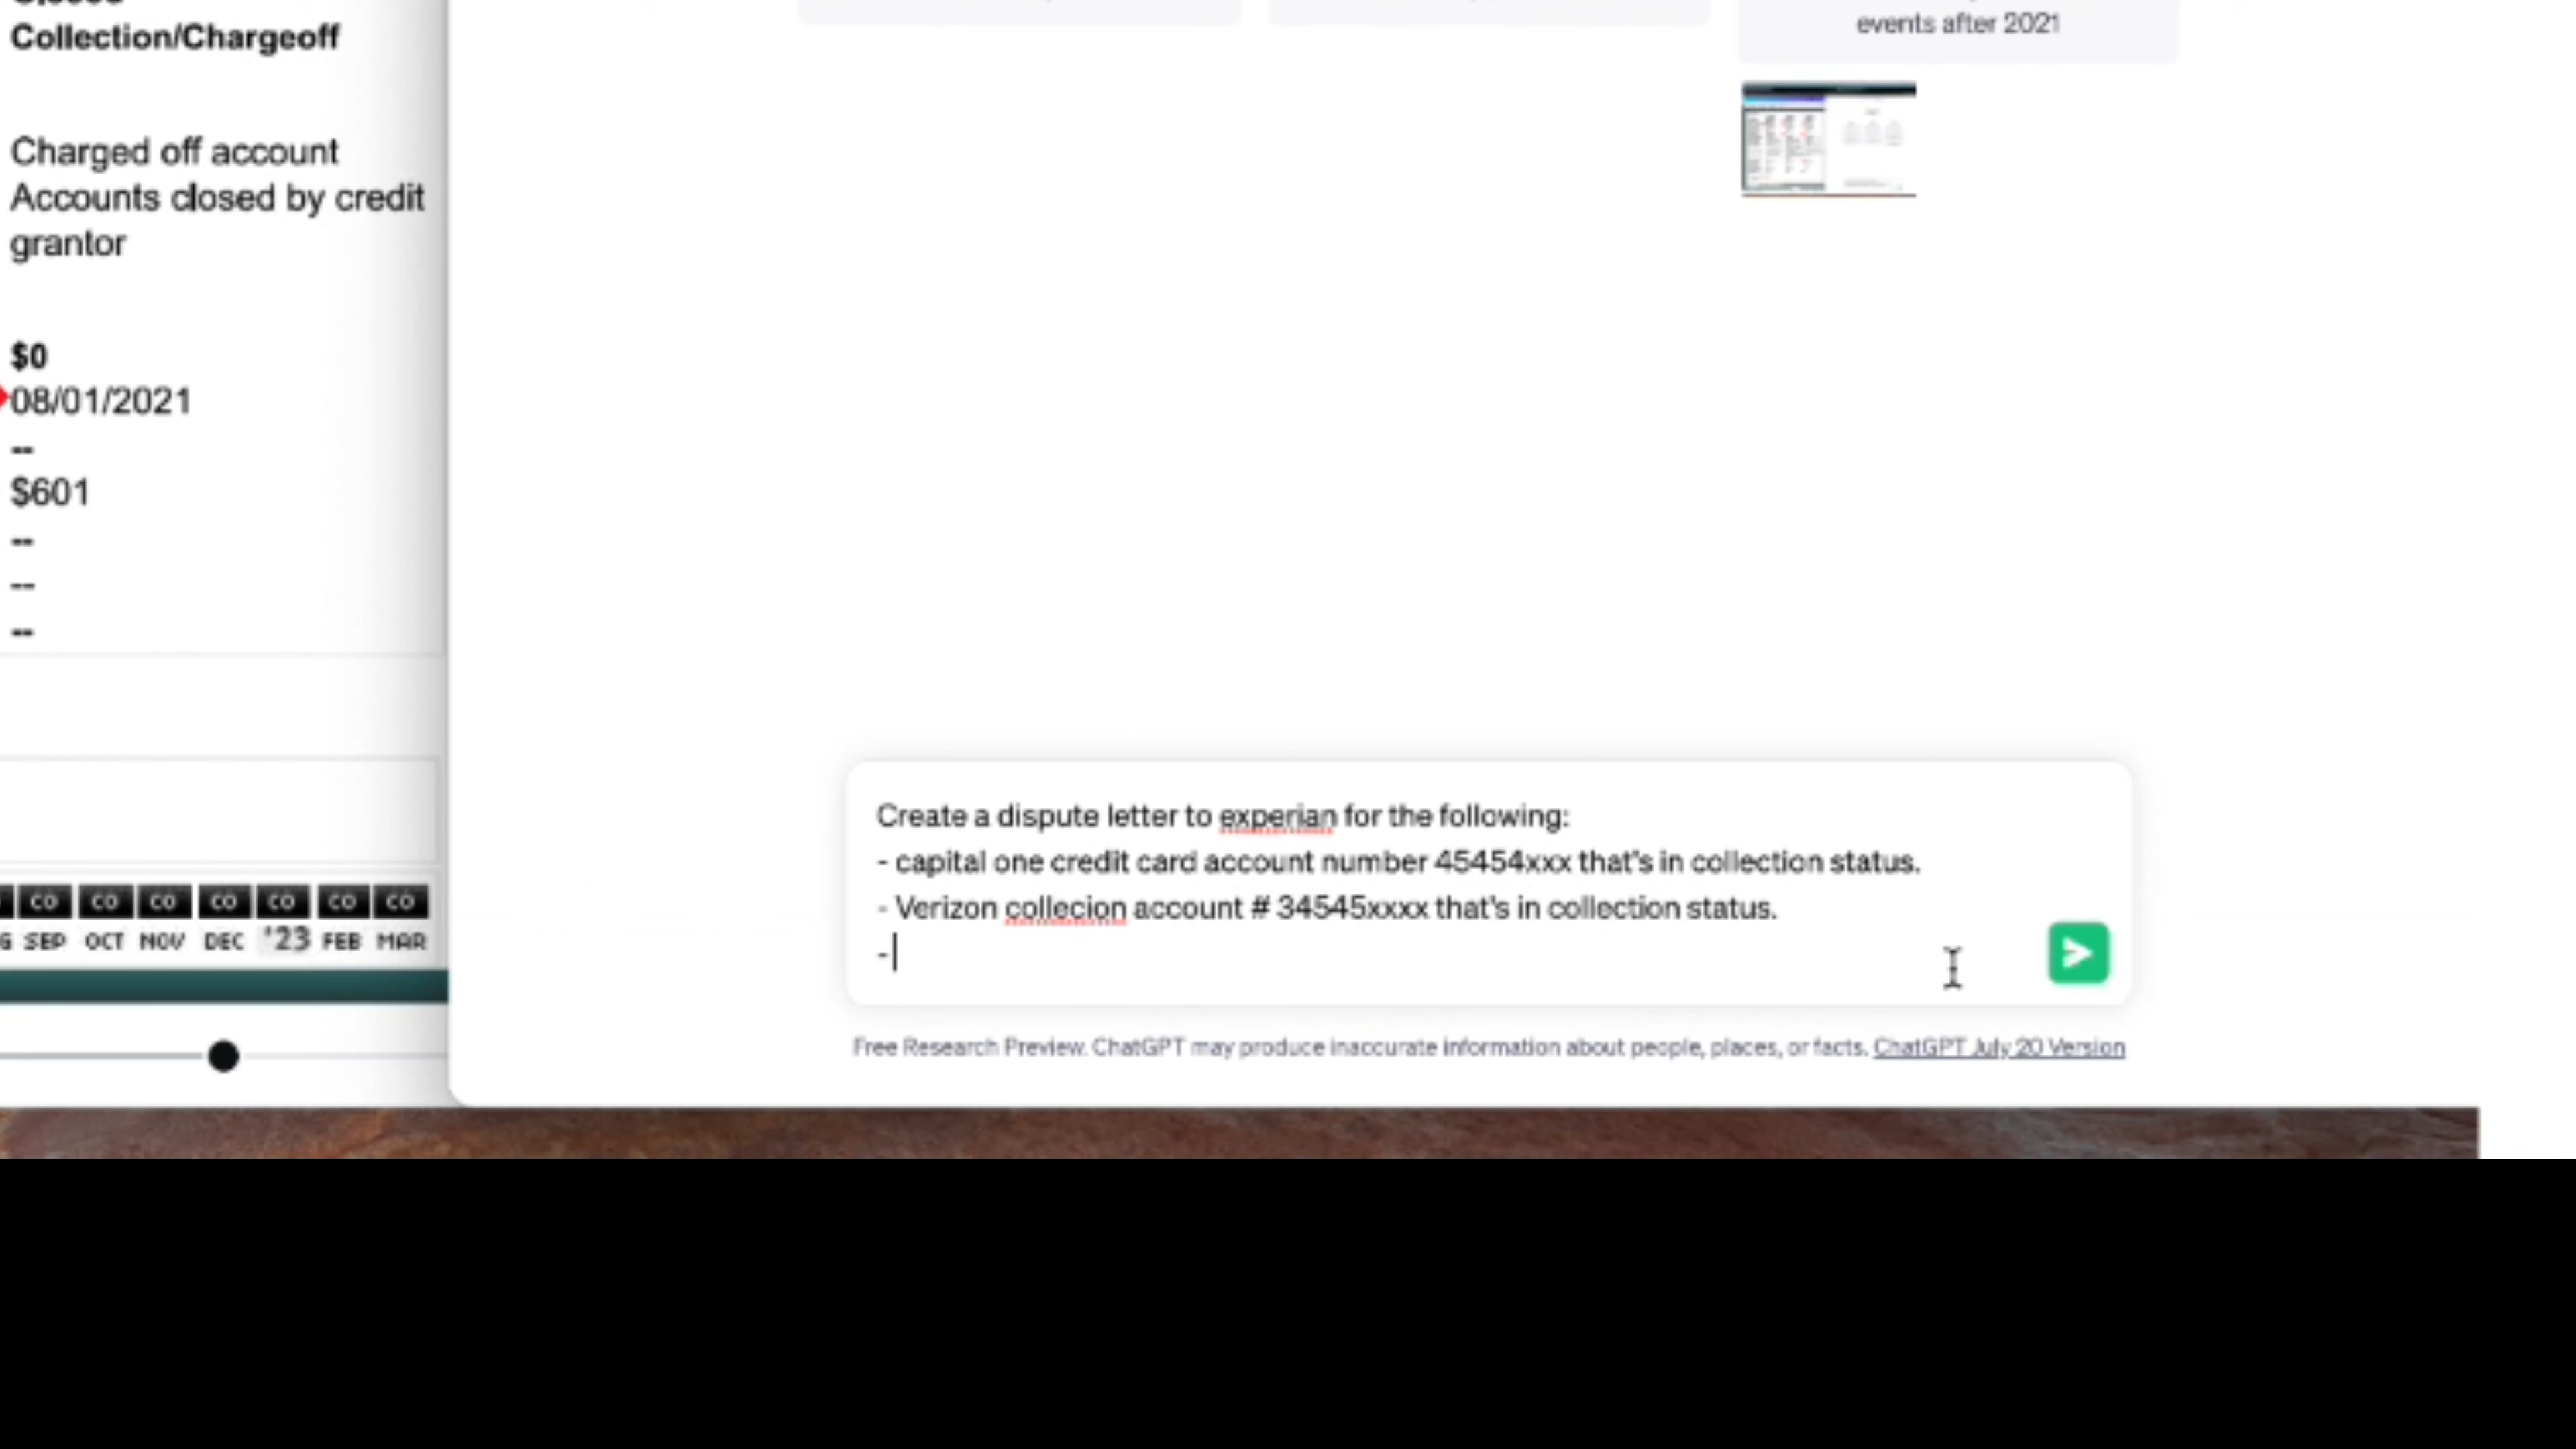 Collection/Chargeoff
Charged off account
Accounts closed by credit
grantor
$0
08/01/2021
--
$601
--
--
--
CO CO CO CO CO CO CO
SEP OCT NOV DEC '23 FEB MAR
events after 2021
Create a dispute letter to experian for the following:
- capital one credit card account number 45454xxx that's in collection status.
- Verizon collecion account # 34545xxxx that's in collection status.
-
Free Research Preview. ChatGPT may produce inaccurate information about people, places, or facts. ChatGPT July 20 Version